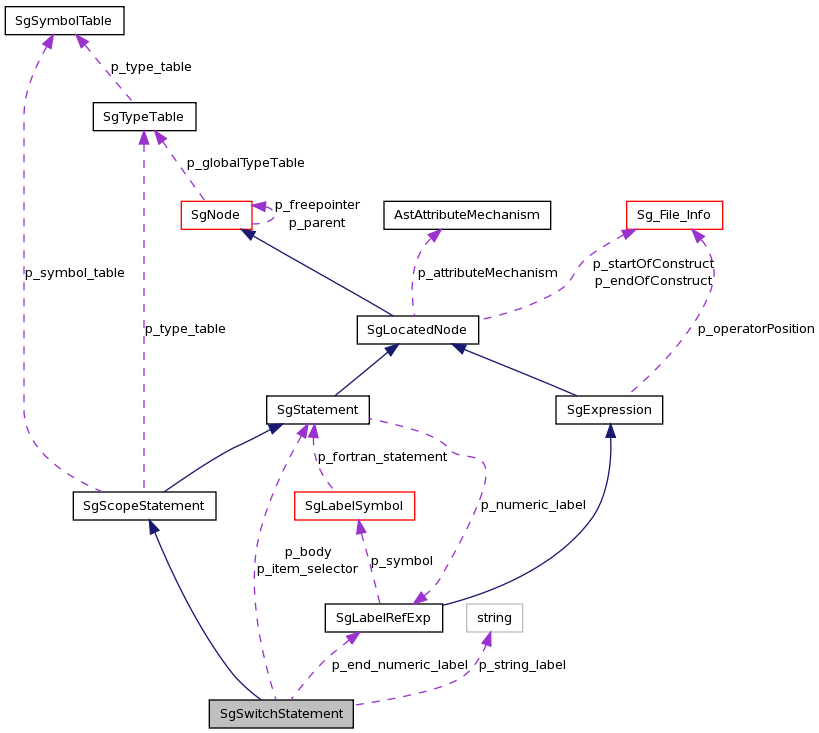 SgSymbolTable
p_type_table
SgTypeTable
p_globalTypeTable
SgNode
p_freepointer
p_parent
AstAttributeMechanism
Sg_File_Info
p_symbol_table
p_attributeMechanism
p_startOfConstruct
p_endOfConstruct
p_type_table
SgLocatedNode
p_operatorPosition
SgStatement
SgExpression
p_fortran_statement
SgScopeStatement
SgLabelSymbol
p_numeric_label
p_body
p_item_selector
p_symbol
SgLabelRefExp
string
p_end_numeric_label
p_string_label
SgSwitchStatement